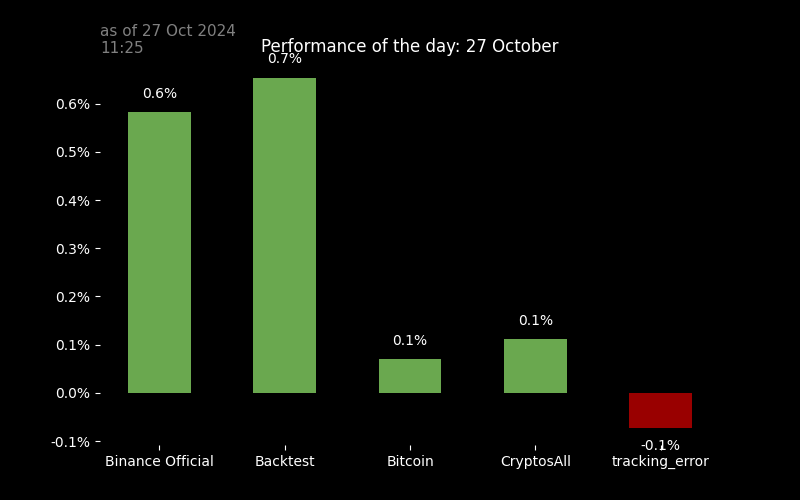 as of 27 Oct 2024
11:25
Performance of the day: 27 October
0.6%
0.7%
0.1%
0.1%
-0.1%
0.6%
0.5%
0.4%
0.3%
0.2%
0.1%
0.0%
-0.1%
Binance Official
Backtest
Bitcoin
CryptosAll
tracking_error